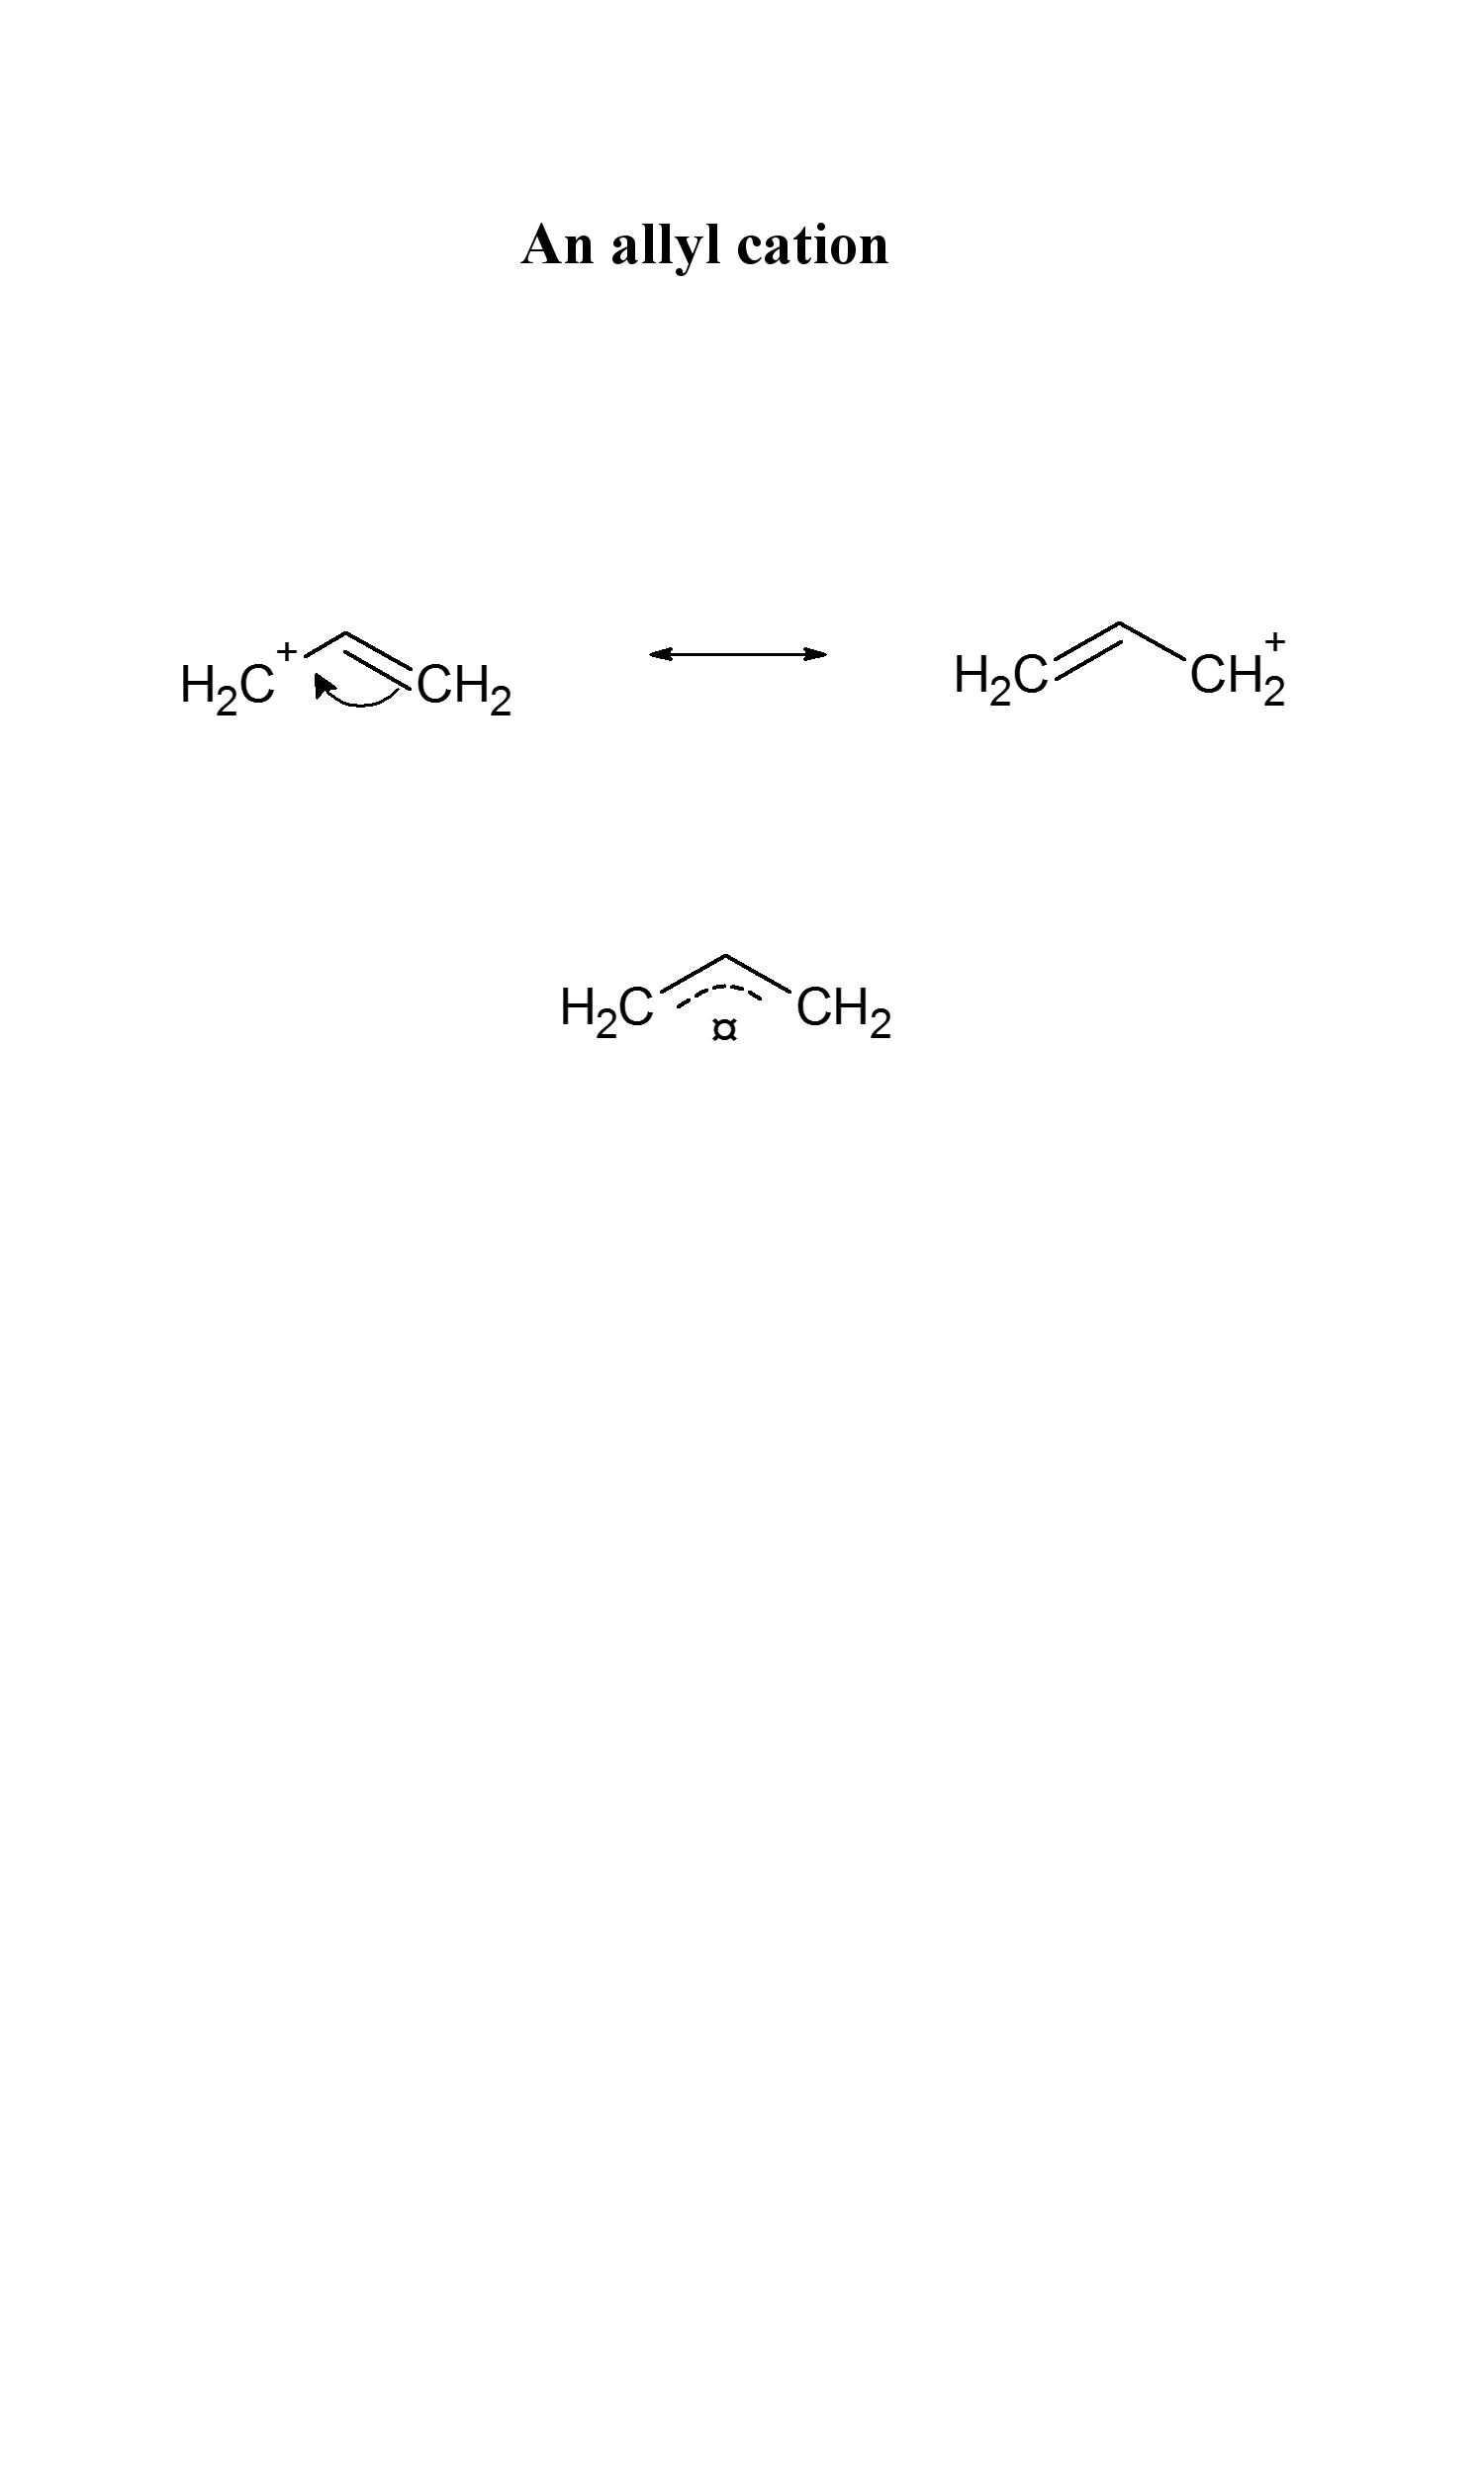 An allyl cation
H₂C⁺ CH₂ H₂C CH₂⁺
H₂C ¤ CH₂